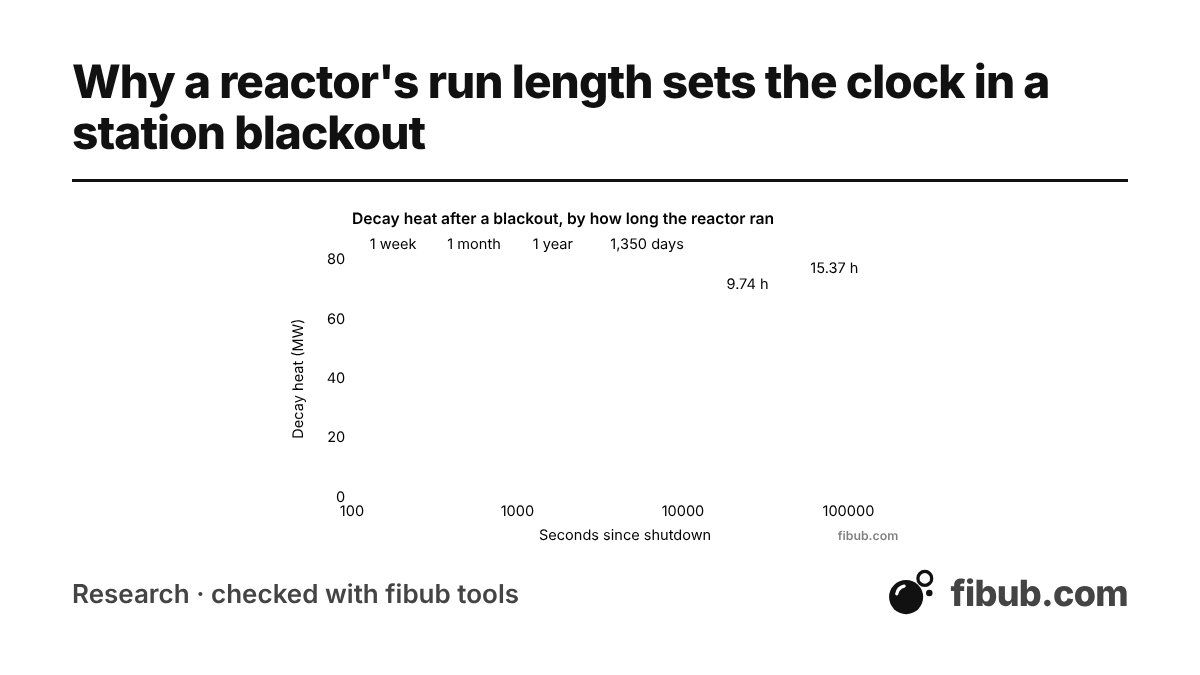 Why a reactor's run length sets the clock in a
station blackout
Decay heat after a blackout, by how long the reactor ran
1 week 1 month 1 year 1,350 days
80
15.37 h
9.74 h
60
Decay heat (MW)
40
20
0
100 1000 10000 100000
Seconds since shutdown
fibub.com
Research · checked with fibub tools
fibub.com